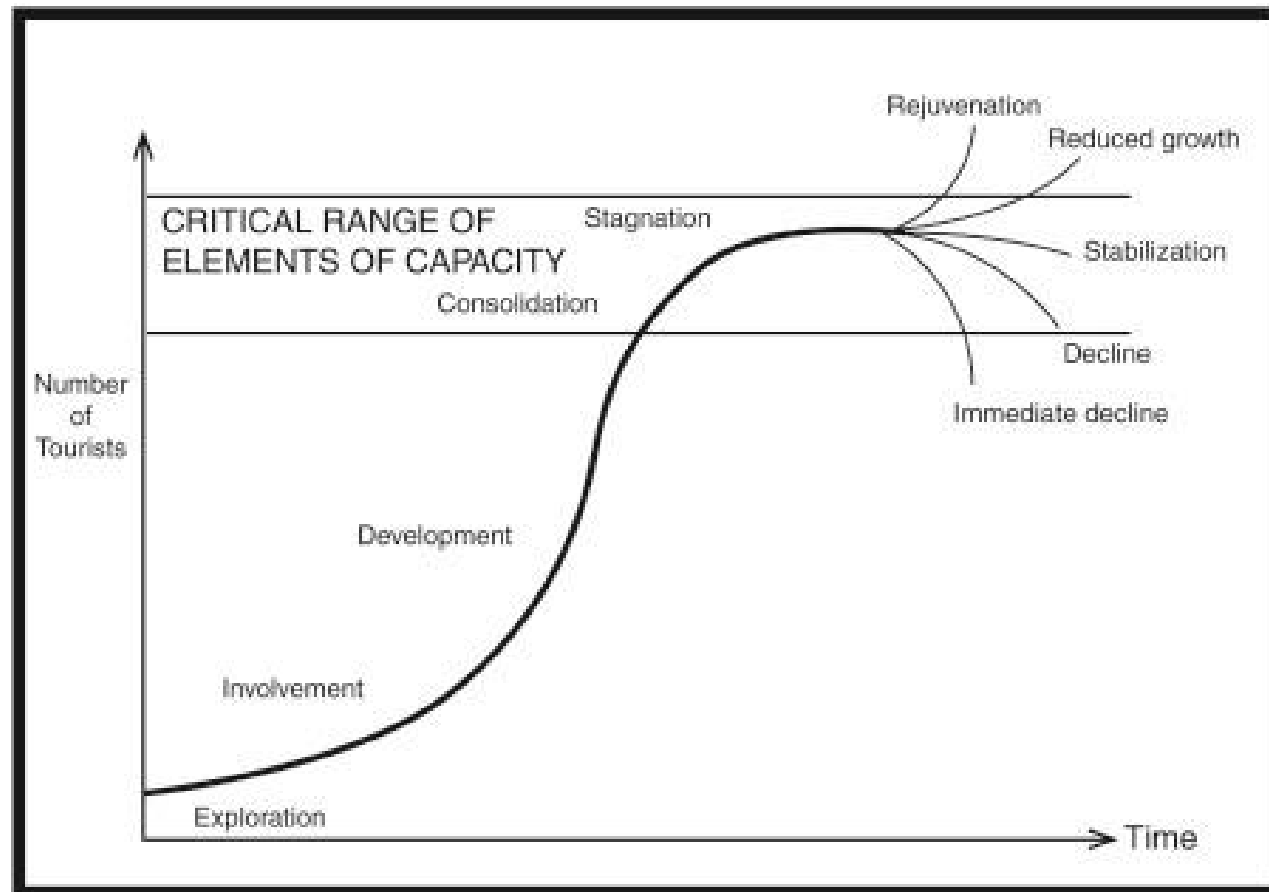 Rejuvenation
Reduced growth
CRITICAL RANGE OF
ELEMENTS OF CAPACITY
Stagnation
Stabilization
Consolidation
Decline
Number
of
Tourists
Immediate decline
Development
Involvement
Exploration
Time